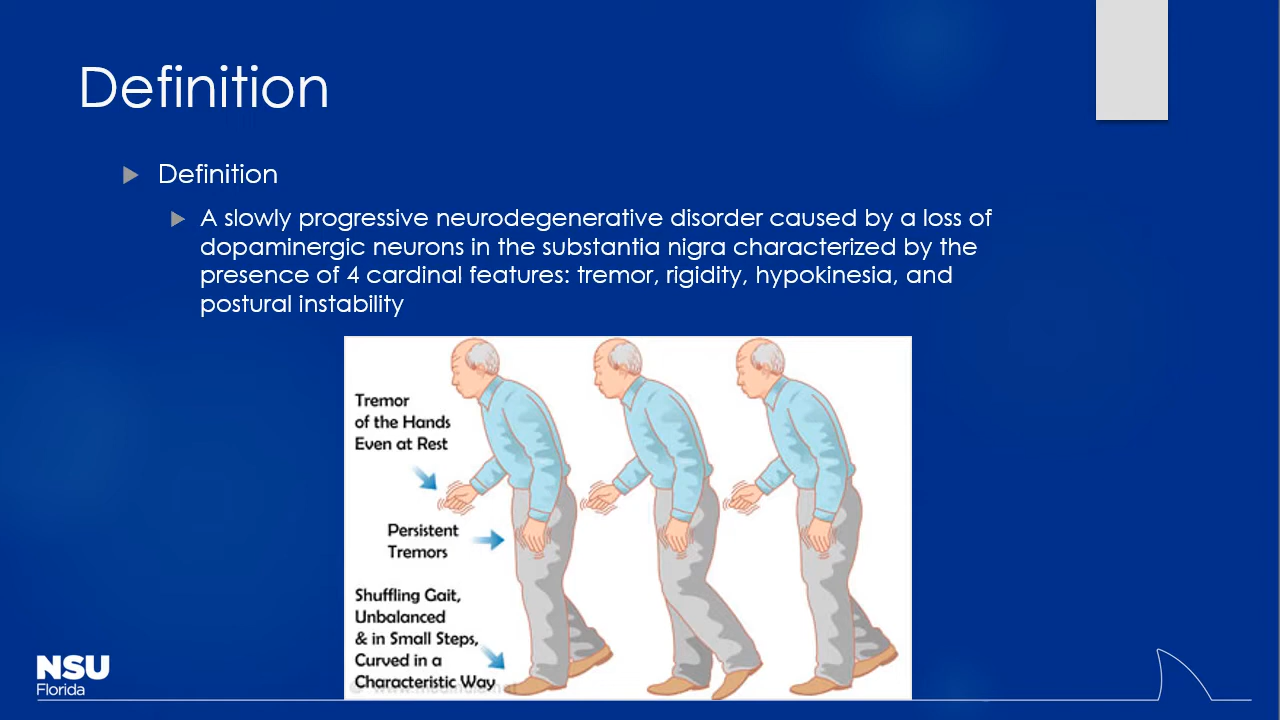 Definition
Definition
A slowly progressive neurodegenerative disorder caused by a loss of
dopaminergic neurons in the substantia nigra characterized by the
presence of 4 cardinal features: tremor, rigidity, hypokinesia, and
postural instability
Tremor
of the Hands
Even at Rest
Persistent
Tremors
Shuffling Gait,
Unbalanced
& in Small Steps,
Curved in a
Characteristic Way
NSU
Florida